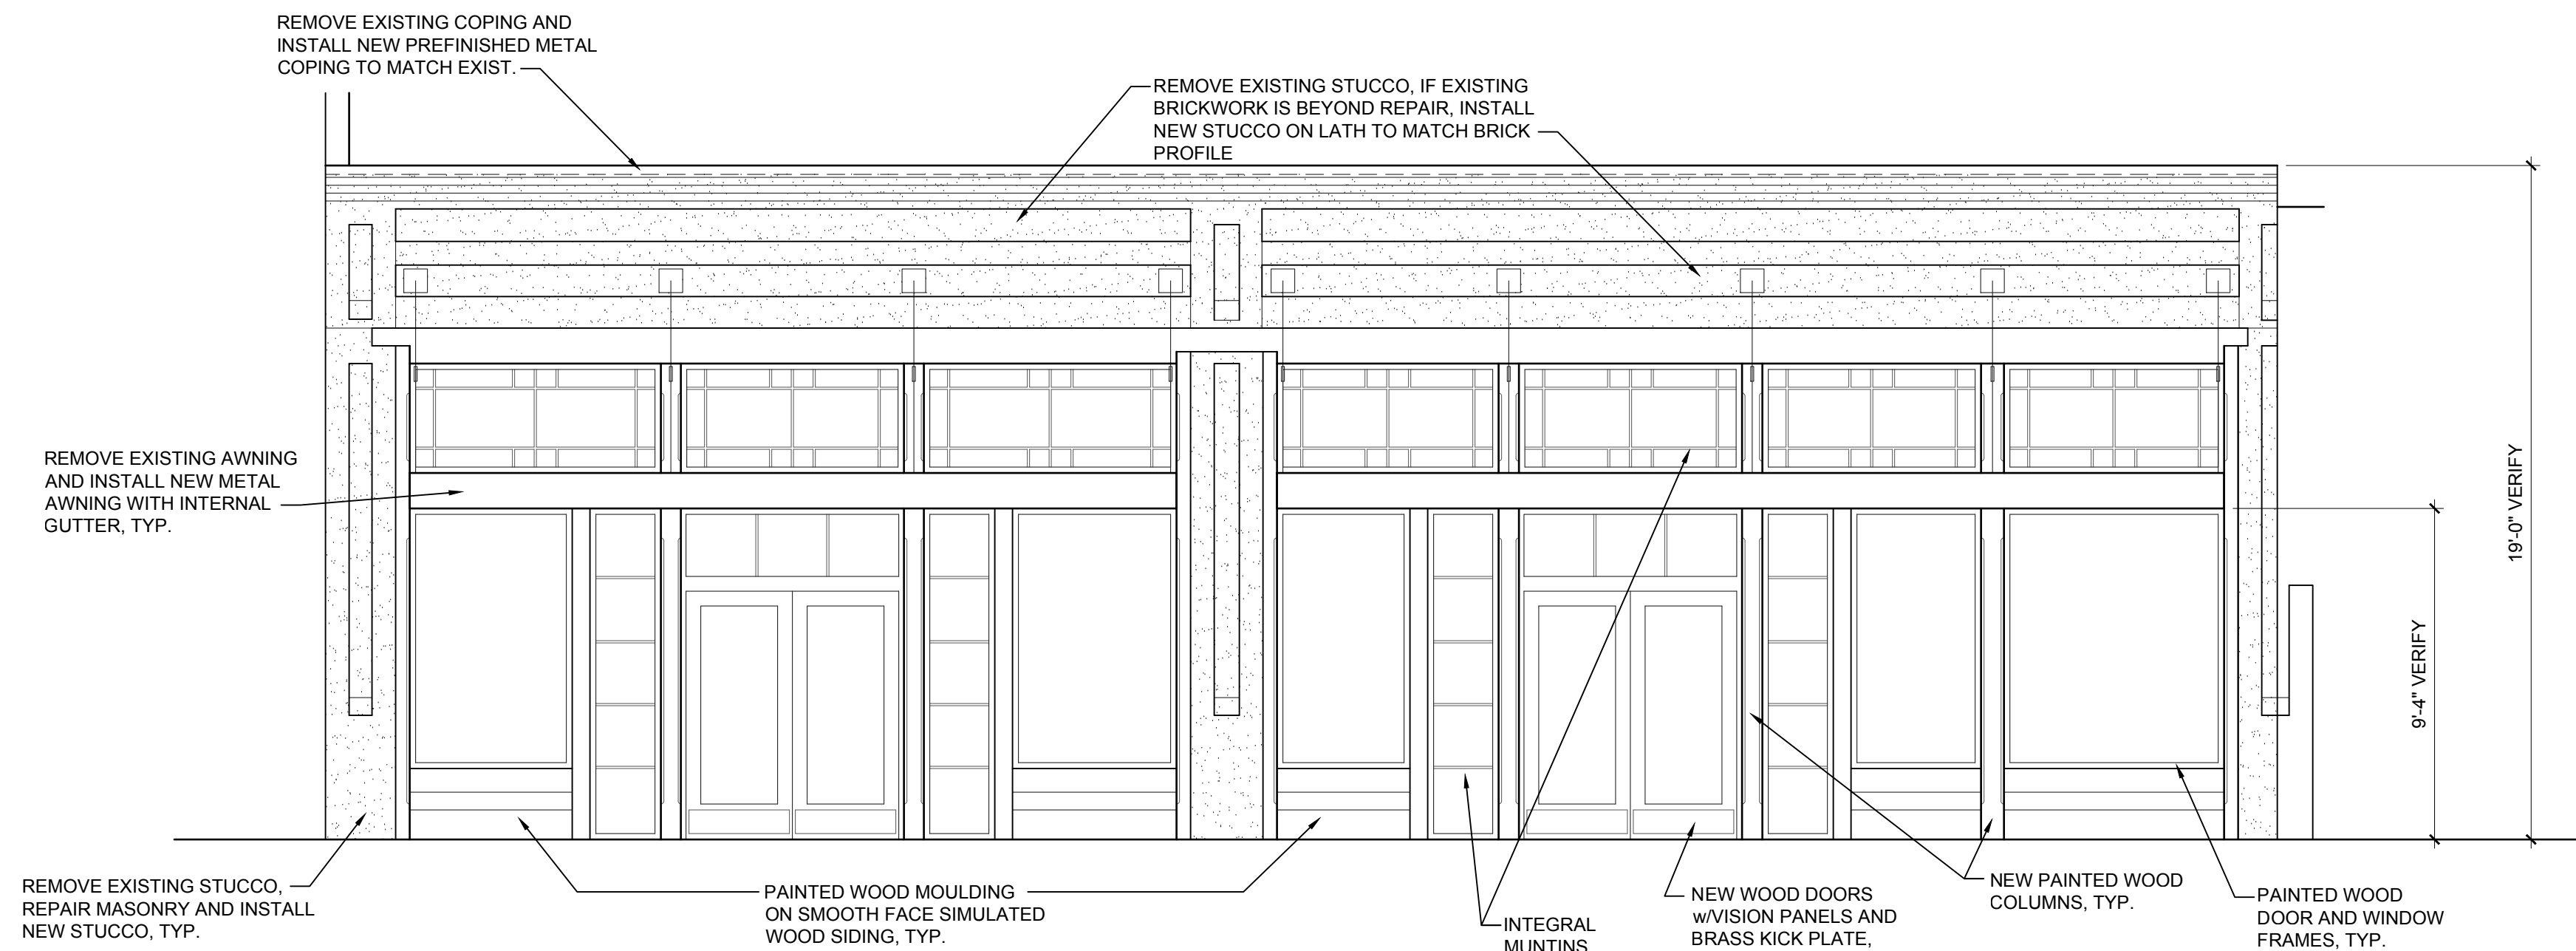 REMOVE EXISTING COPING AND
INSTALL NEW PREFINISHED METAL
COPING TO MATCH EXIST.
REMOVE EXISTING STUCCO, IF EXISTING
BRICKWORK IS BEYOND REPAIR, INSTALL
NEW STUCCO ON LATH TO MATCH BRICK
PROFILE
REMOVE EXISTING AWNING
AND INSTALL NEW METAL
AWNING WITH INTERNAL
GUTTER, TYP.
19'-0" VERIFY
9'-4" VERIFY
REMOVE EXISTING STUCCO,
REPAIR MASONRY AND INSTALL
NEW STUCCO, TYP.
PAINTED WOOD MOULDING
ON SMOOTH FACE SIMULATED
WOOD SIDING, TYP.
INTEGRAL
MUNTINS
NEW WOOD DOORS
w/VISION PANELS AND
BRASS KICK PLATE,
NEW PAINTED WOOD
COLUMNS, TYP.
PAINTED WOOD
DOOR AND WINDOW
FRAMES, TYP.